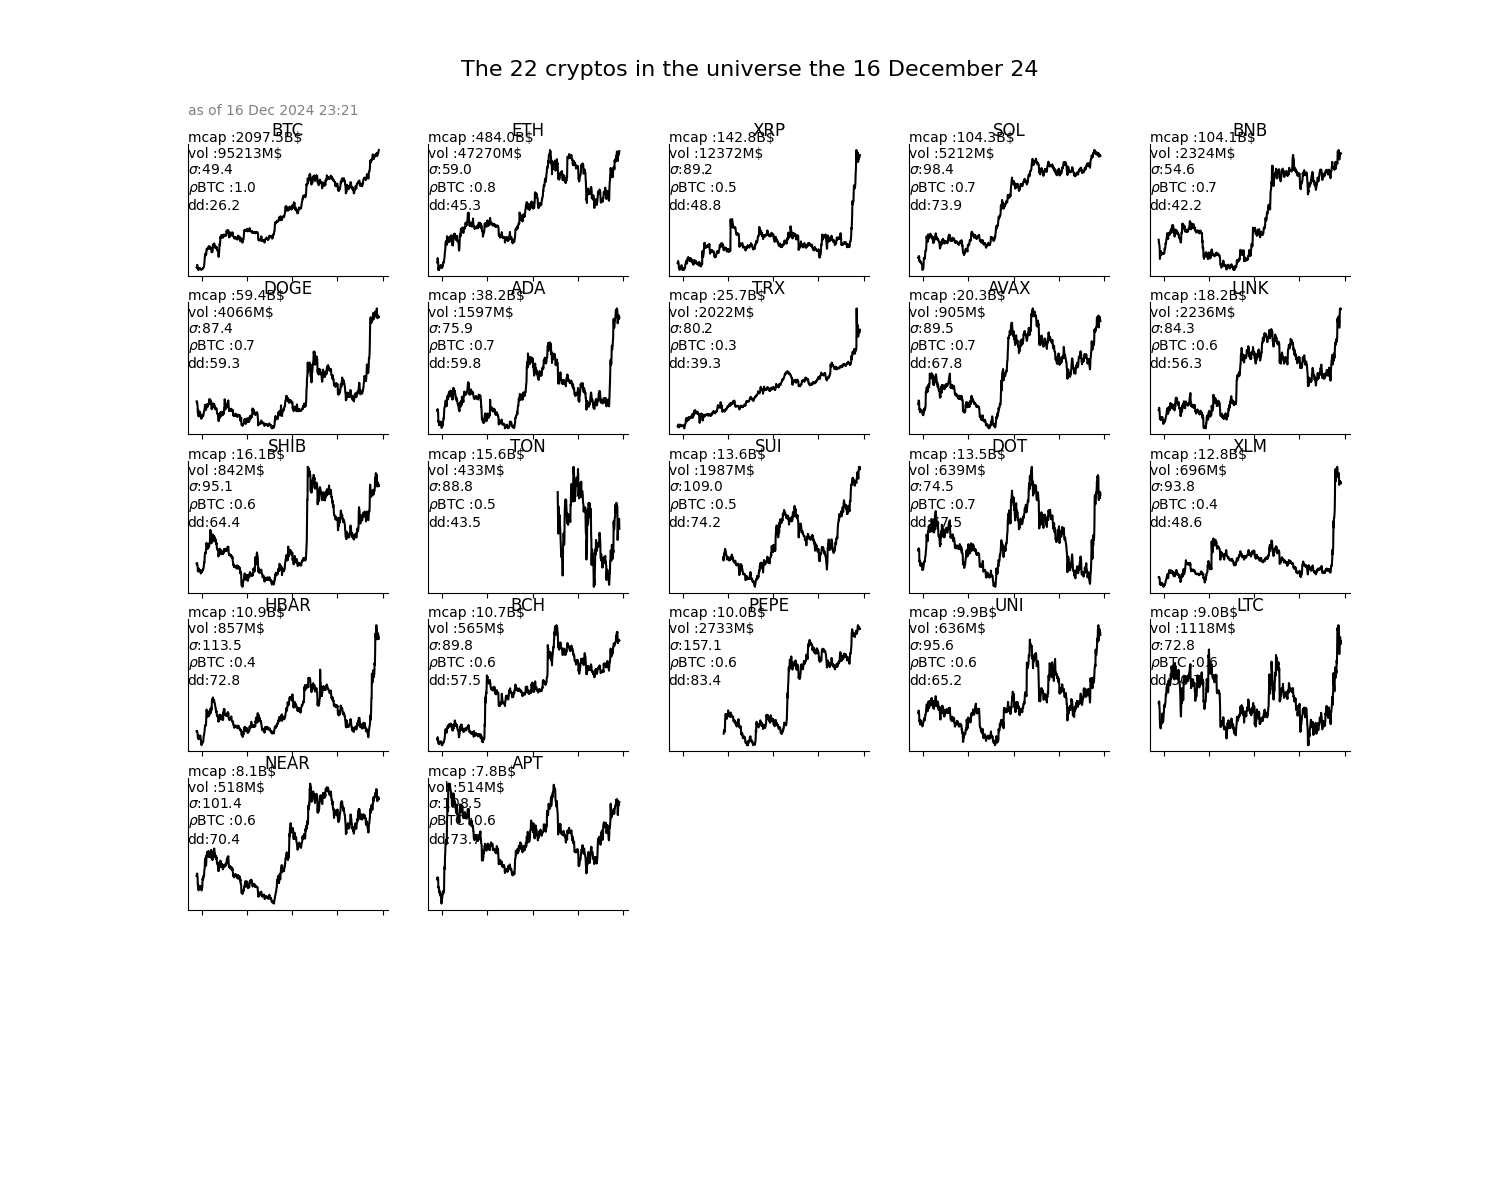 The 22 cryptos in the universe the 16 December 24
as of 16 Dec 2024 23:21
BTC
mcap :2097.3B$
vol :95213M$
σ:49.4
ρBTC :1.0
dd:26.2
ETH
mcap :484.0B$
vol :47270M$
σ:59.0
ρBTC :0.8
dd:45.3
XRP
mcap :142.8B$
vol :12372M$
σ:89.2
ρBTC :0.5
dd:48.8
SOL
mcap :104.3B$
vol :5212M$
σ:98.4
ρBTC :0.7
dd:73.9
BNB
mcap :104.1B$
vol :2324M$
σ:54.6
ρBTC :0.7
dd:42.2
DOGE
mcap :59.4B$
vol :4066M$
σ:87.4
ρBTC :0.7
dd:59.3
ADA
mcap :38.2B$
vol :1597M$
σ:75.9
ρBTC :0.7
dd:59.8
TRX
mcap :25.7B$
vol :2022M$
σ:80.2
ρBTC :0.3
dd:39.3
AVAX
mcap :20.3B$
vol :905M$
σ:89.5
ρBTC :0.7
dd:67.8
LINK
mcap :18.2B$
vol :2236M$
σ:84.3
ρBTC :0.6
dd:56.3
SHIB
mcap :16.1B$
vol :842M$
σ:95.1
ρBTC :0.6
dd:64.4
TON
mcap :15.6B$
vol :433M$
σ:88.8
ρBTC :0.5
dd:43.5
SUI
mcap :13.6B$
vol :1987M$
σ:109.0
ρBTC :0.5
dd:74.2
DOT
mcap :13.5B$
vol :639M$
σ:74.5
ρBTC :0.7
XLM
mcap :12.8B$
vol :696M$
σ:93.8
ρBTC :0.4
dd:48.6
HBAR
mcap :10.9B$
vol :857M$
σ:113.5
ρBTC :0.4
dd:72.8
BCH
mcap :10.7B$
vol :565M$
σ:89.8
ρBTC :0.6
dd:57.5
PEPE
mcap :10.0B$
vol :2733M$
σ:157.1
ρBTC :0.6
dd:83.4
UNI
mcap :9.9B$
vol :636M$
σ:95.6
ρBTC :0.6
dd:65.2
LTC
mcap :9.0B$
vol :1118M$
σ:72.8
ρBTC :0.6
NEAR
mcap :8.1B$
vol :518M$
σ:101.4
ρBTC :0.6
dd:70.4
APT
mcap :7.8B$
vol :514M$
σ:108.5
ρBTC :0.6